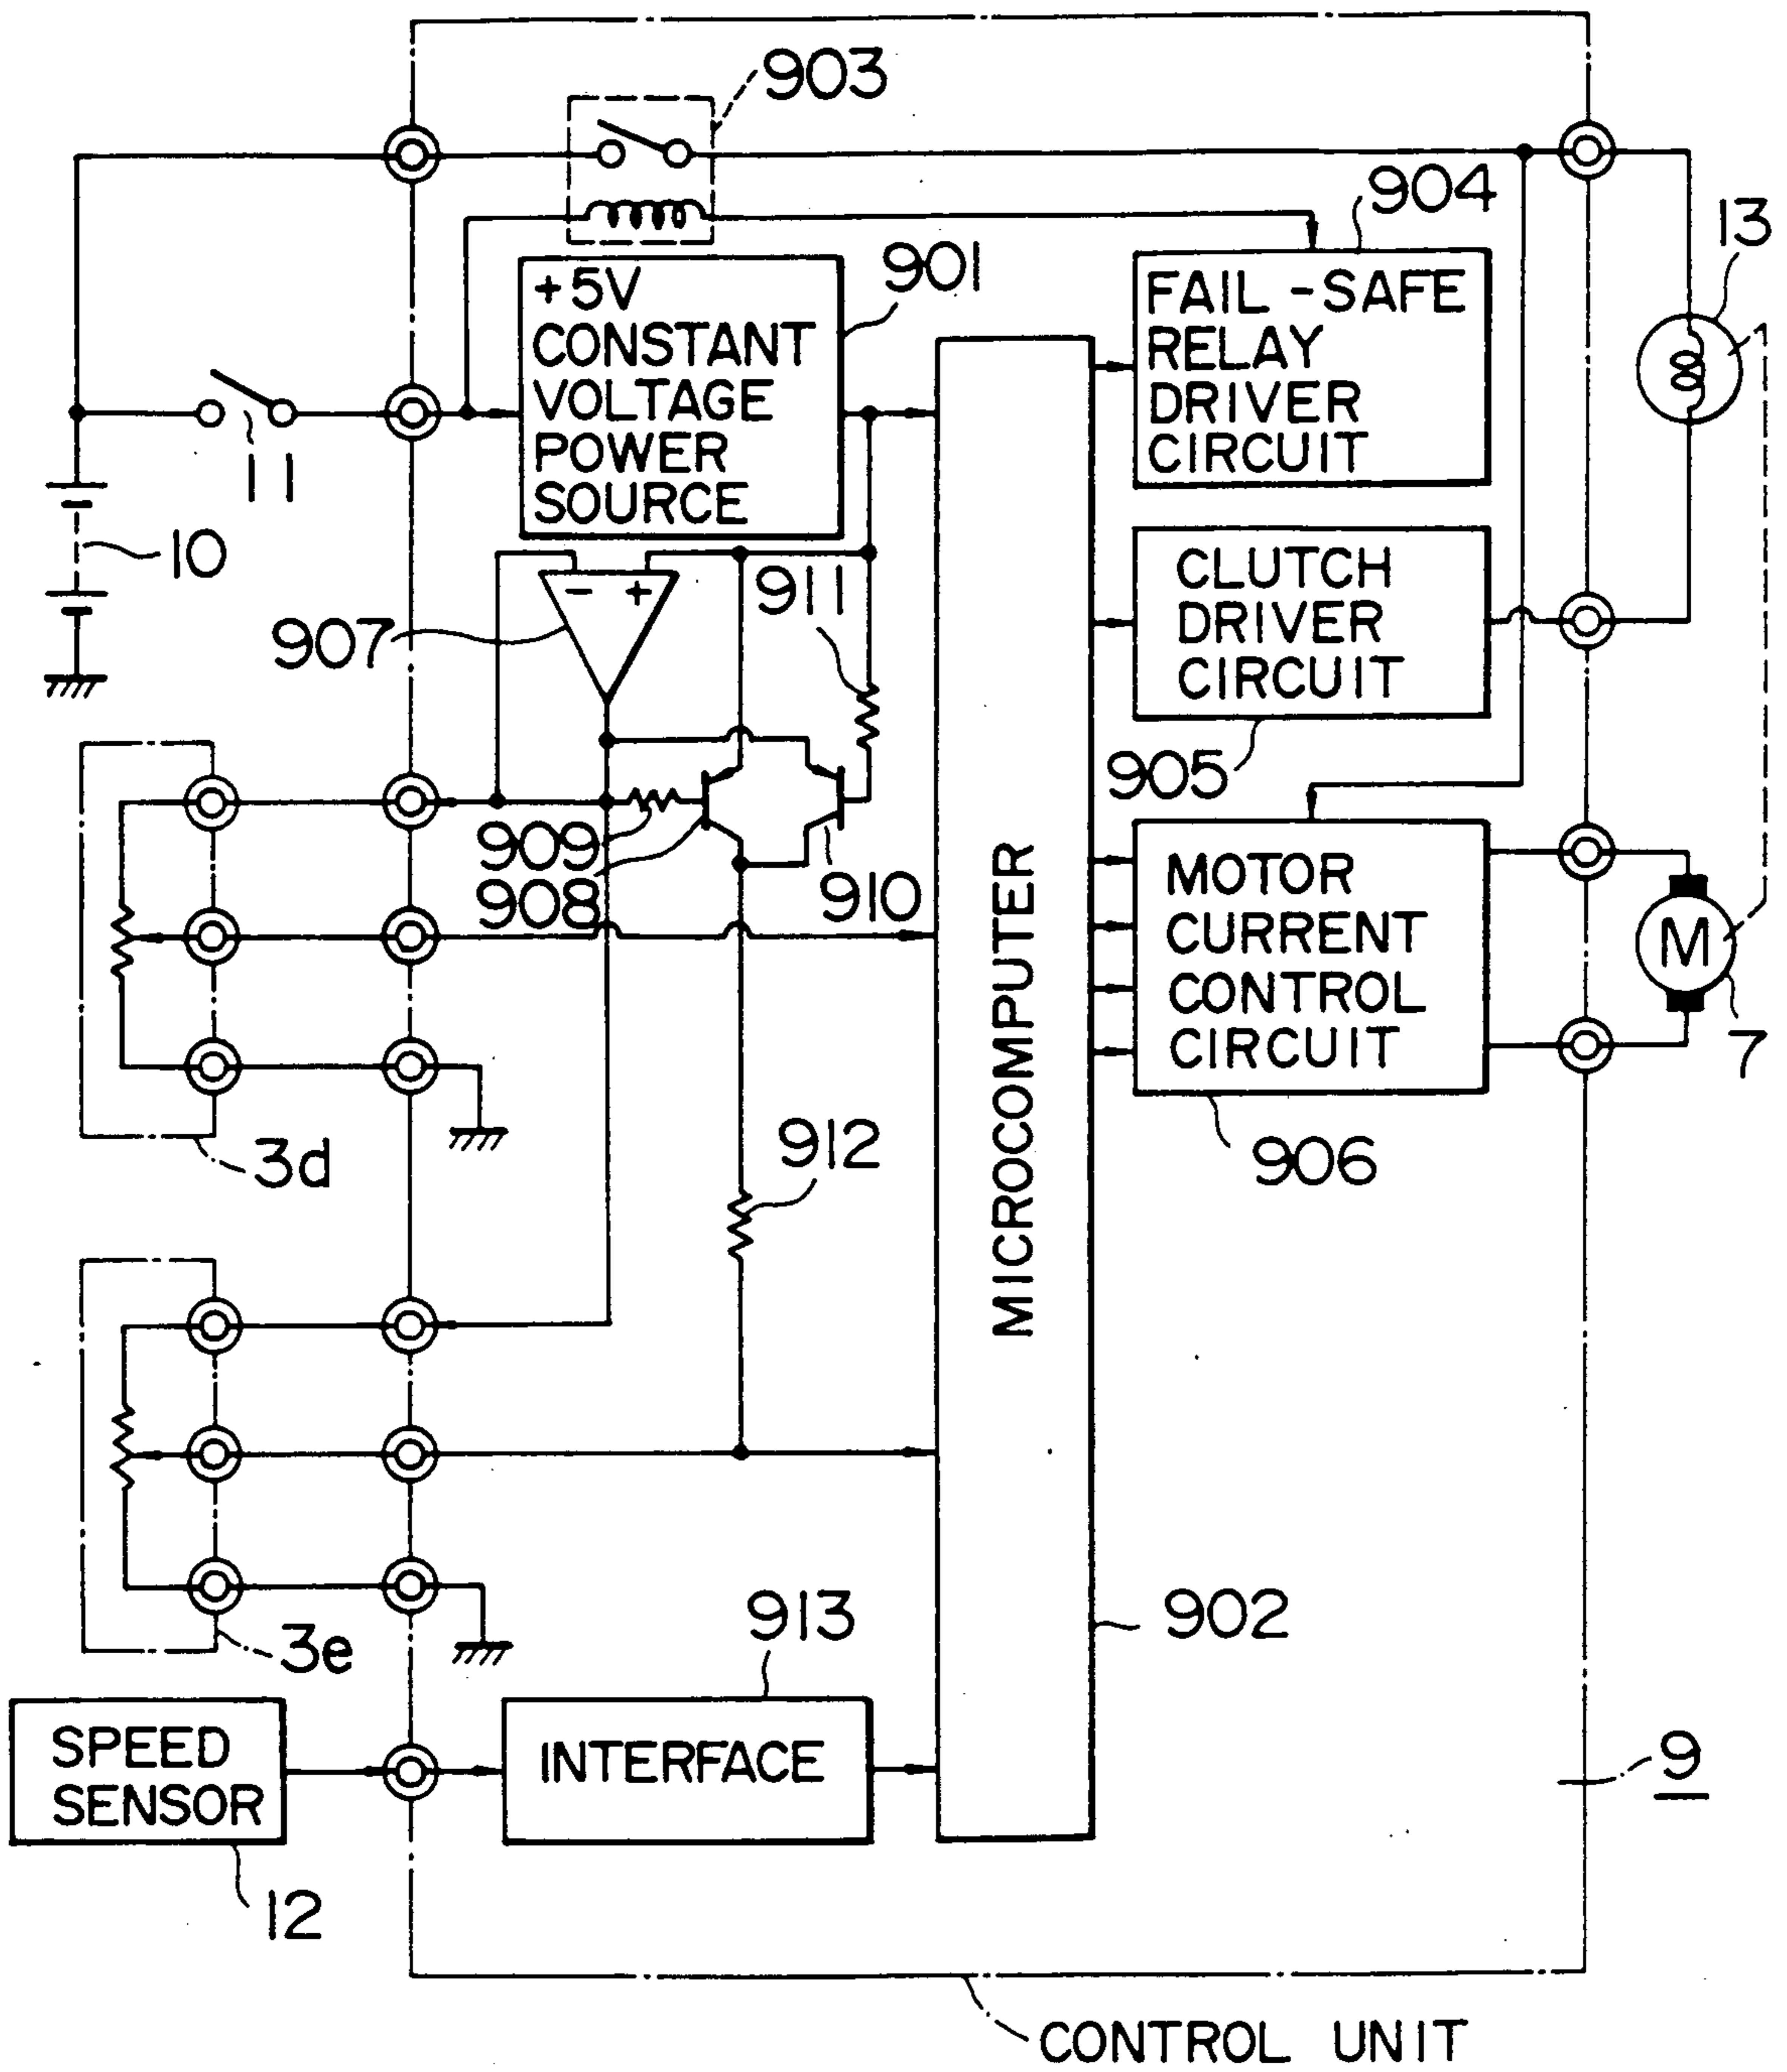 903
904
13
901
+5V
CONSTANT
VOLTAGE
POWER
SOURCE
FAIL-SAFE
RELAY
DRIVER
CIRCUIT
1
11
10
911
CLUTCH
DRIVER
CIRCUIT
- +
907
905
909
908
910
MOTOR
CURRENT
CONTROL
CIRCUIT
M
7
MICROCOMPUTER
3d
912
906
3e
913
902
SPEED
SENSOR
INTERFACE
9
12
CONTROL UNIT